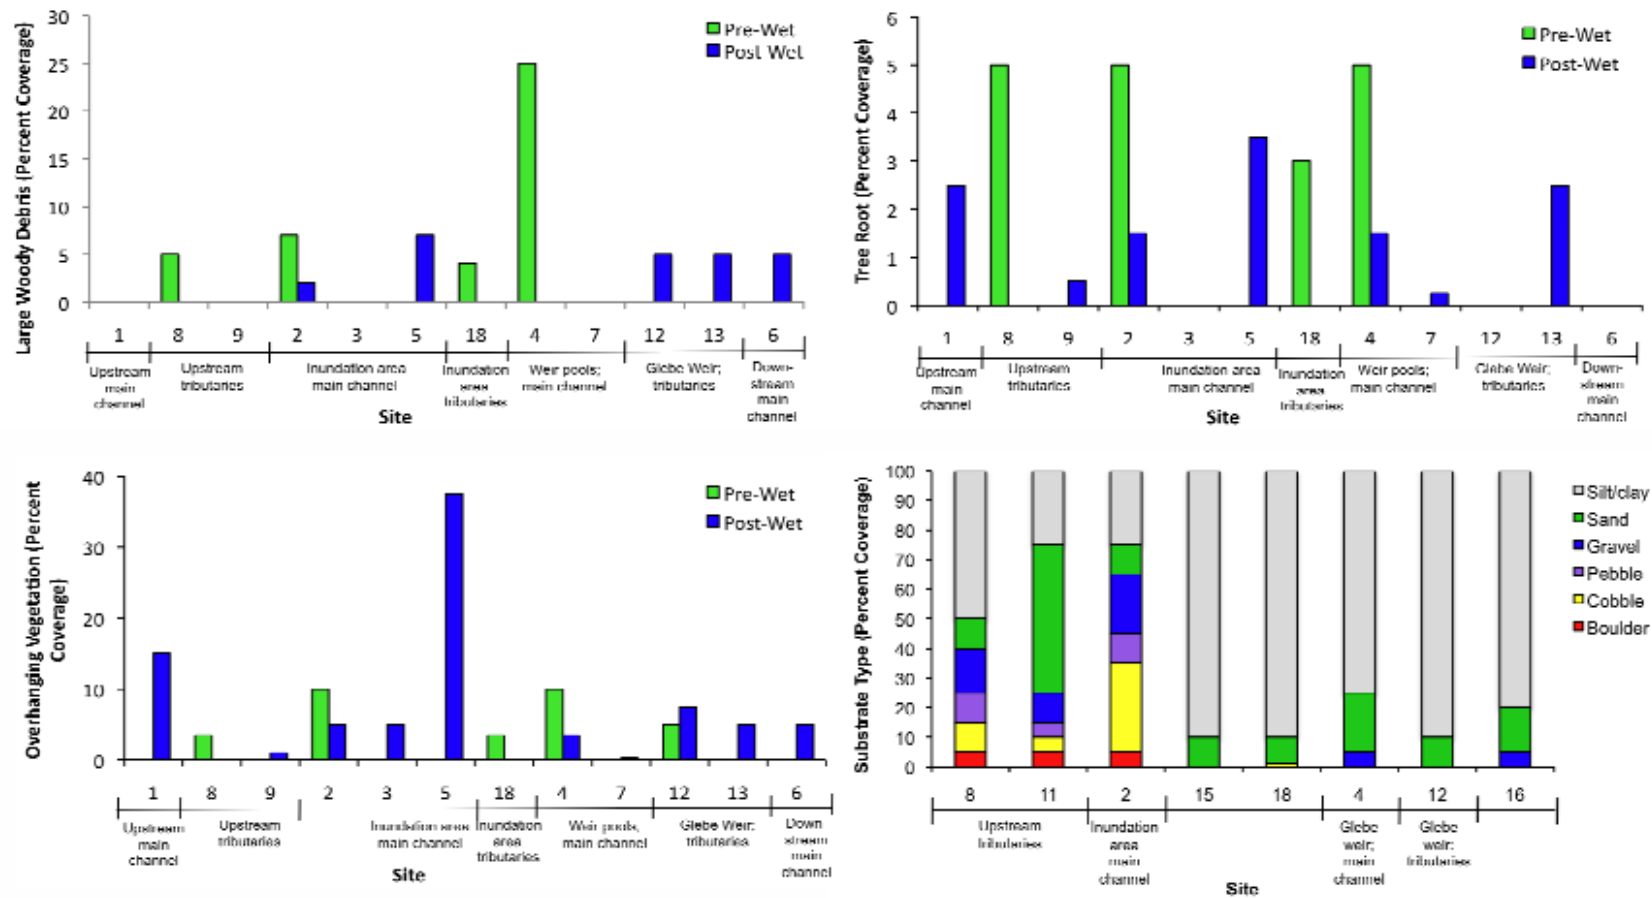 Large Woody Debris (Percent Coverage)
30
25
20
15
10
5
0
Pre-Wet
Post Wet
1 8 9 2 3 5 18 4 7 12 13 6
Upstream main channel
Upstream tributaries
Inundation area main channel
Inundation area tributaries
Weir pools; main channel
Glebe Weir; tributaries
Down-stream main channel
Site
Tree Root (Percent Coverage)
6
5
4
3
2
1
0
Pre-Wet
Post-Wet
1 8 9 2 3 5 18 4 7 12 13 6
Upstream main channel
Upstream tributaries
Inundation area main channel
Inundation area tributaries
Weir pools; main channel
Glebe Weir; tributaries
Down-stream main channel
Site
Overhanging Vegetation (Percent
Coverage)
40
30
20
10
0
Pre-Wet
Post-Wet
1 8 9 2 3 5 18 4 7 12 13 6
Upstream main channel
Upstream tributaries
Inundation area main channel
Inundation area tributaries
Weir pools, main channel
Glebe Weir; tributaries
Down stream main channel
Site
Substrate Type (Percent Coverage)
100
90
80
70
60
50
40
30
20
10
0
Silt/clay
Sand
Gravel
Pebble
Cobble
Boulder
8 11 2 15 18 4 12 16
Upstream tributaries
Inundation area main channel
Glebe weir; main channel
Glebe weir; tributaries
Site